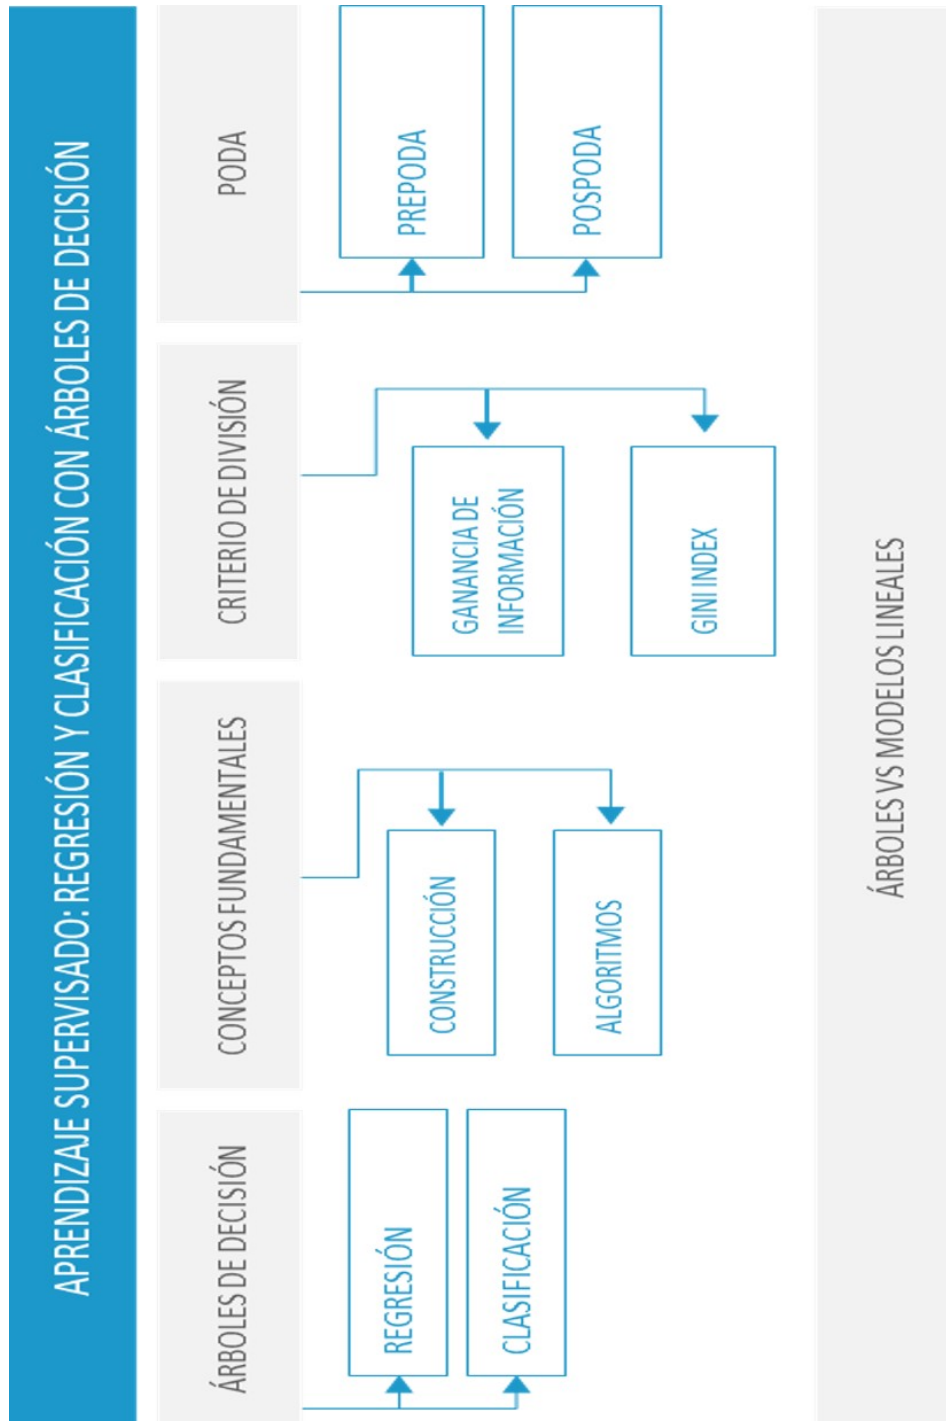 APRENDIZAJE SUPERVISADO: REGRESIÓN Y CLASIFICACIÓN CON ÁRBOLES DE DECISIÓN
ÁRBOLES DE DECISIÓN
REGRESIÓN
CLASIFICACIÓN
CONCEPTOS FUNDAMENTALES
CONSTRUCCIÓN
ALGORITMOS
CRITERIO DE DIVISIÓN
GANANCIA DE
INFORMACIÓN
GINI INDEX
PODA
PREPODA
POSPODA
ÁRBOLES VS MODELOS LINEALES